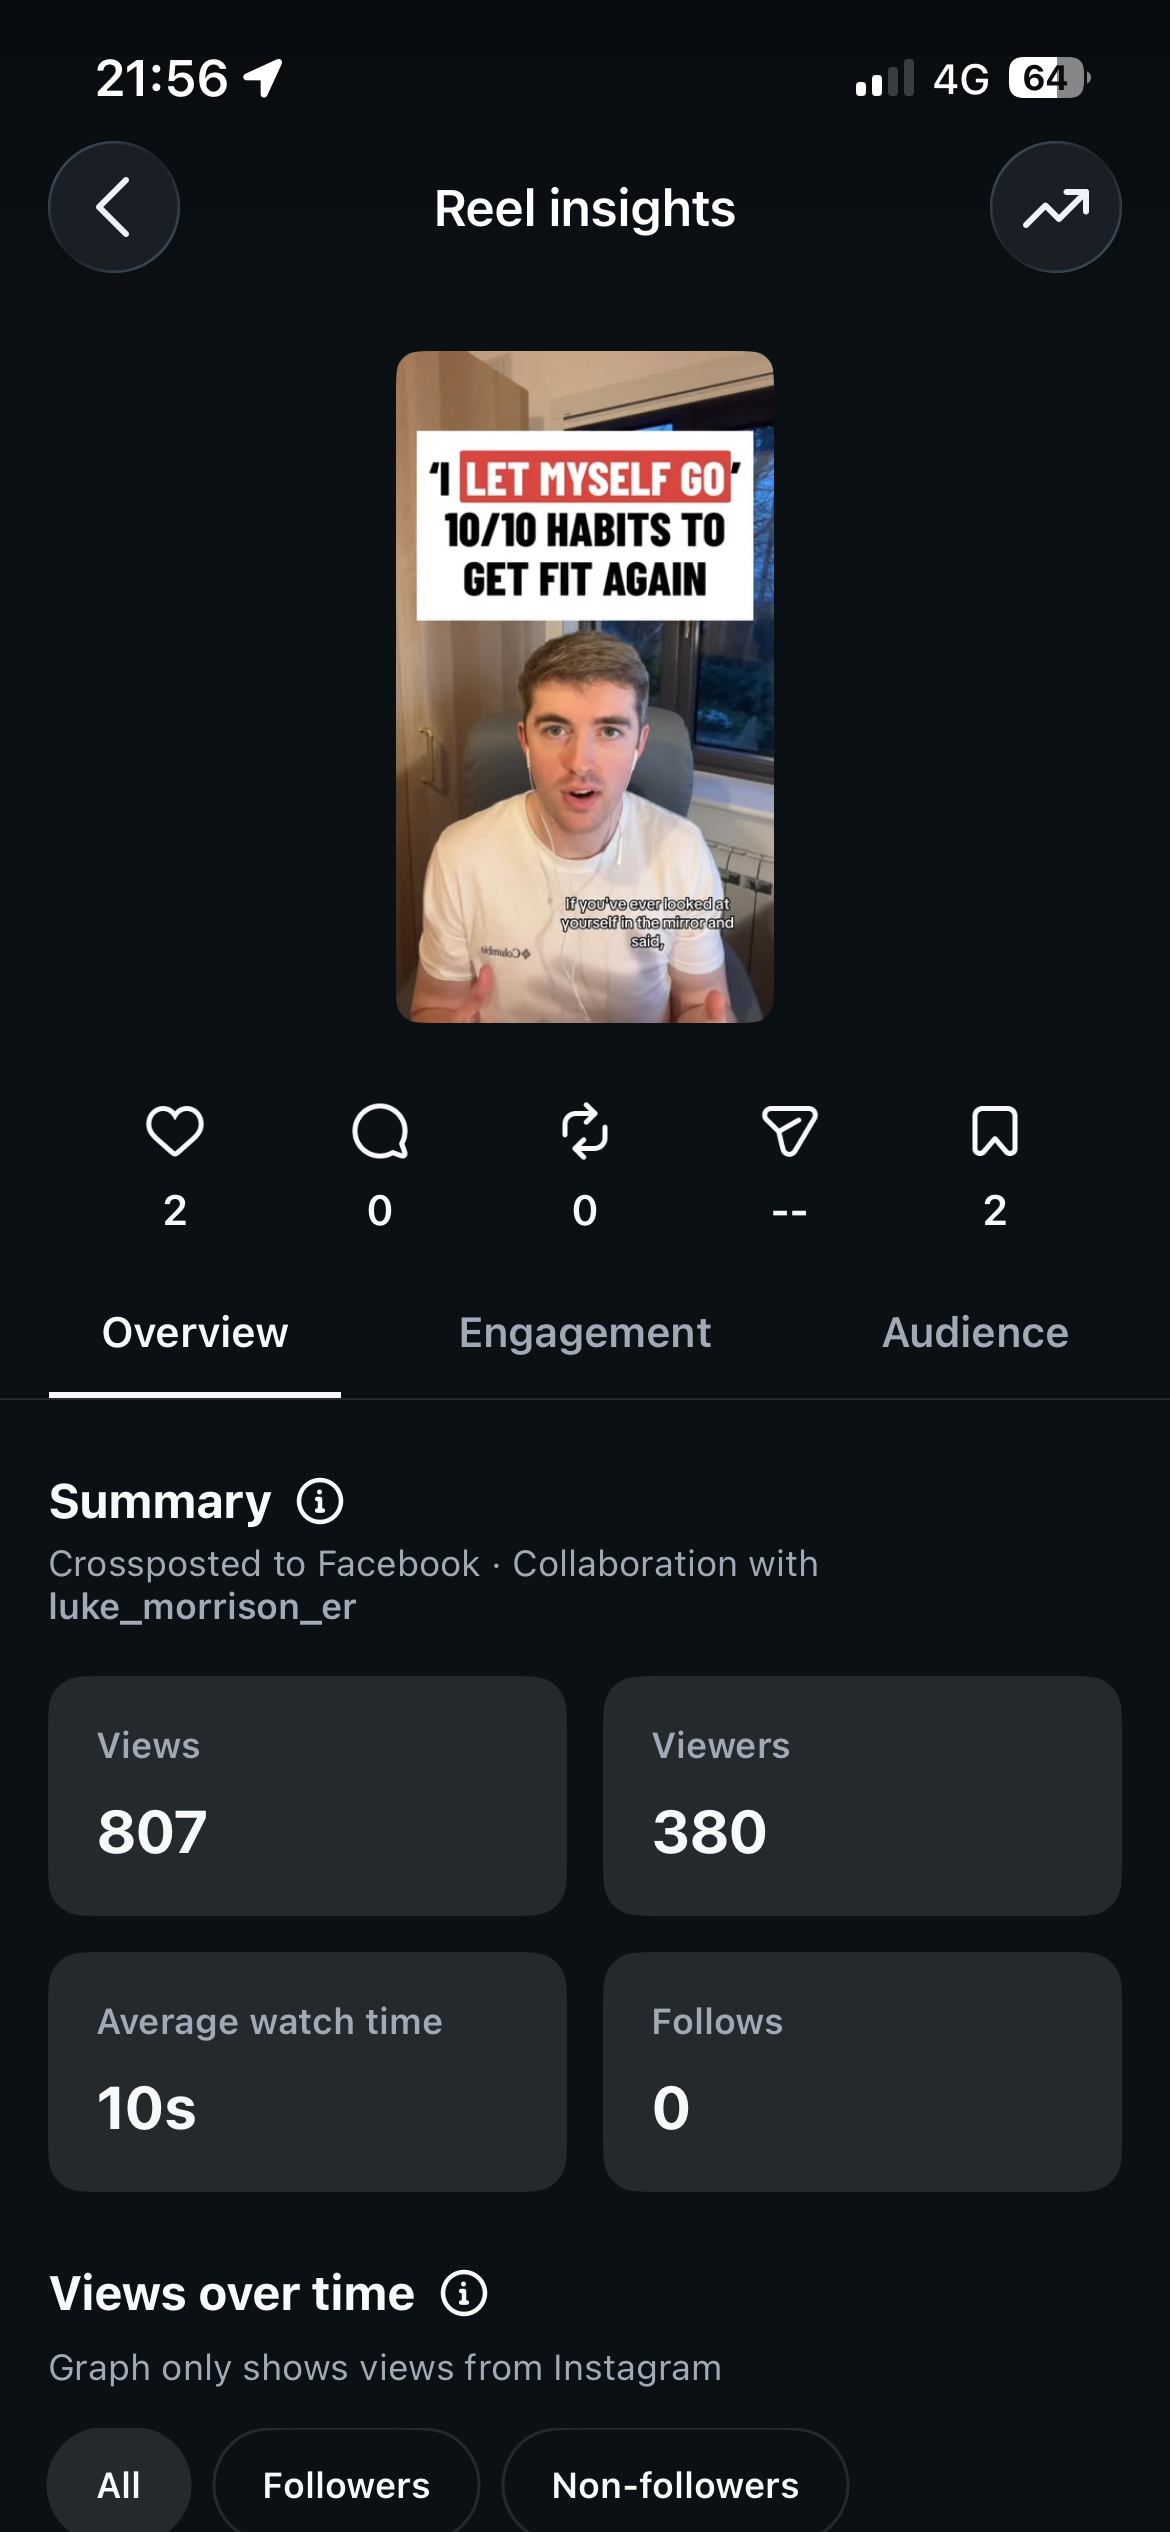 21:56
4G
64
Reel insights
‘I LET MYSELF GO’
10/10 HABITS TO
GET FIT AGAIN
If you've ever looked at
yourself in the mirror and
said,
Columbia
2
0
0
--
2
Overview
Engagement
Audience
Summary
Crossposted to Facebook · Collaboration with
luke_morrison_er
Views
Viewers
807
380
Average watch time
Follows
10s
0
Views over time
Graph only shows views from Instagram
All
Followers
Non-followers